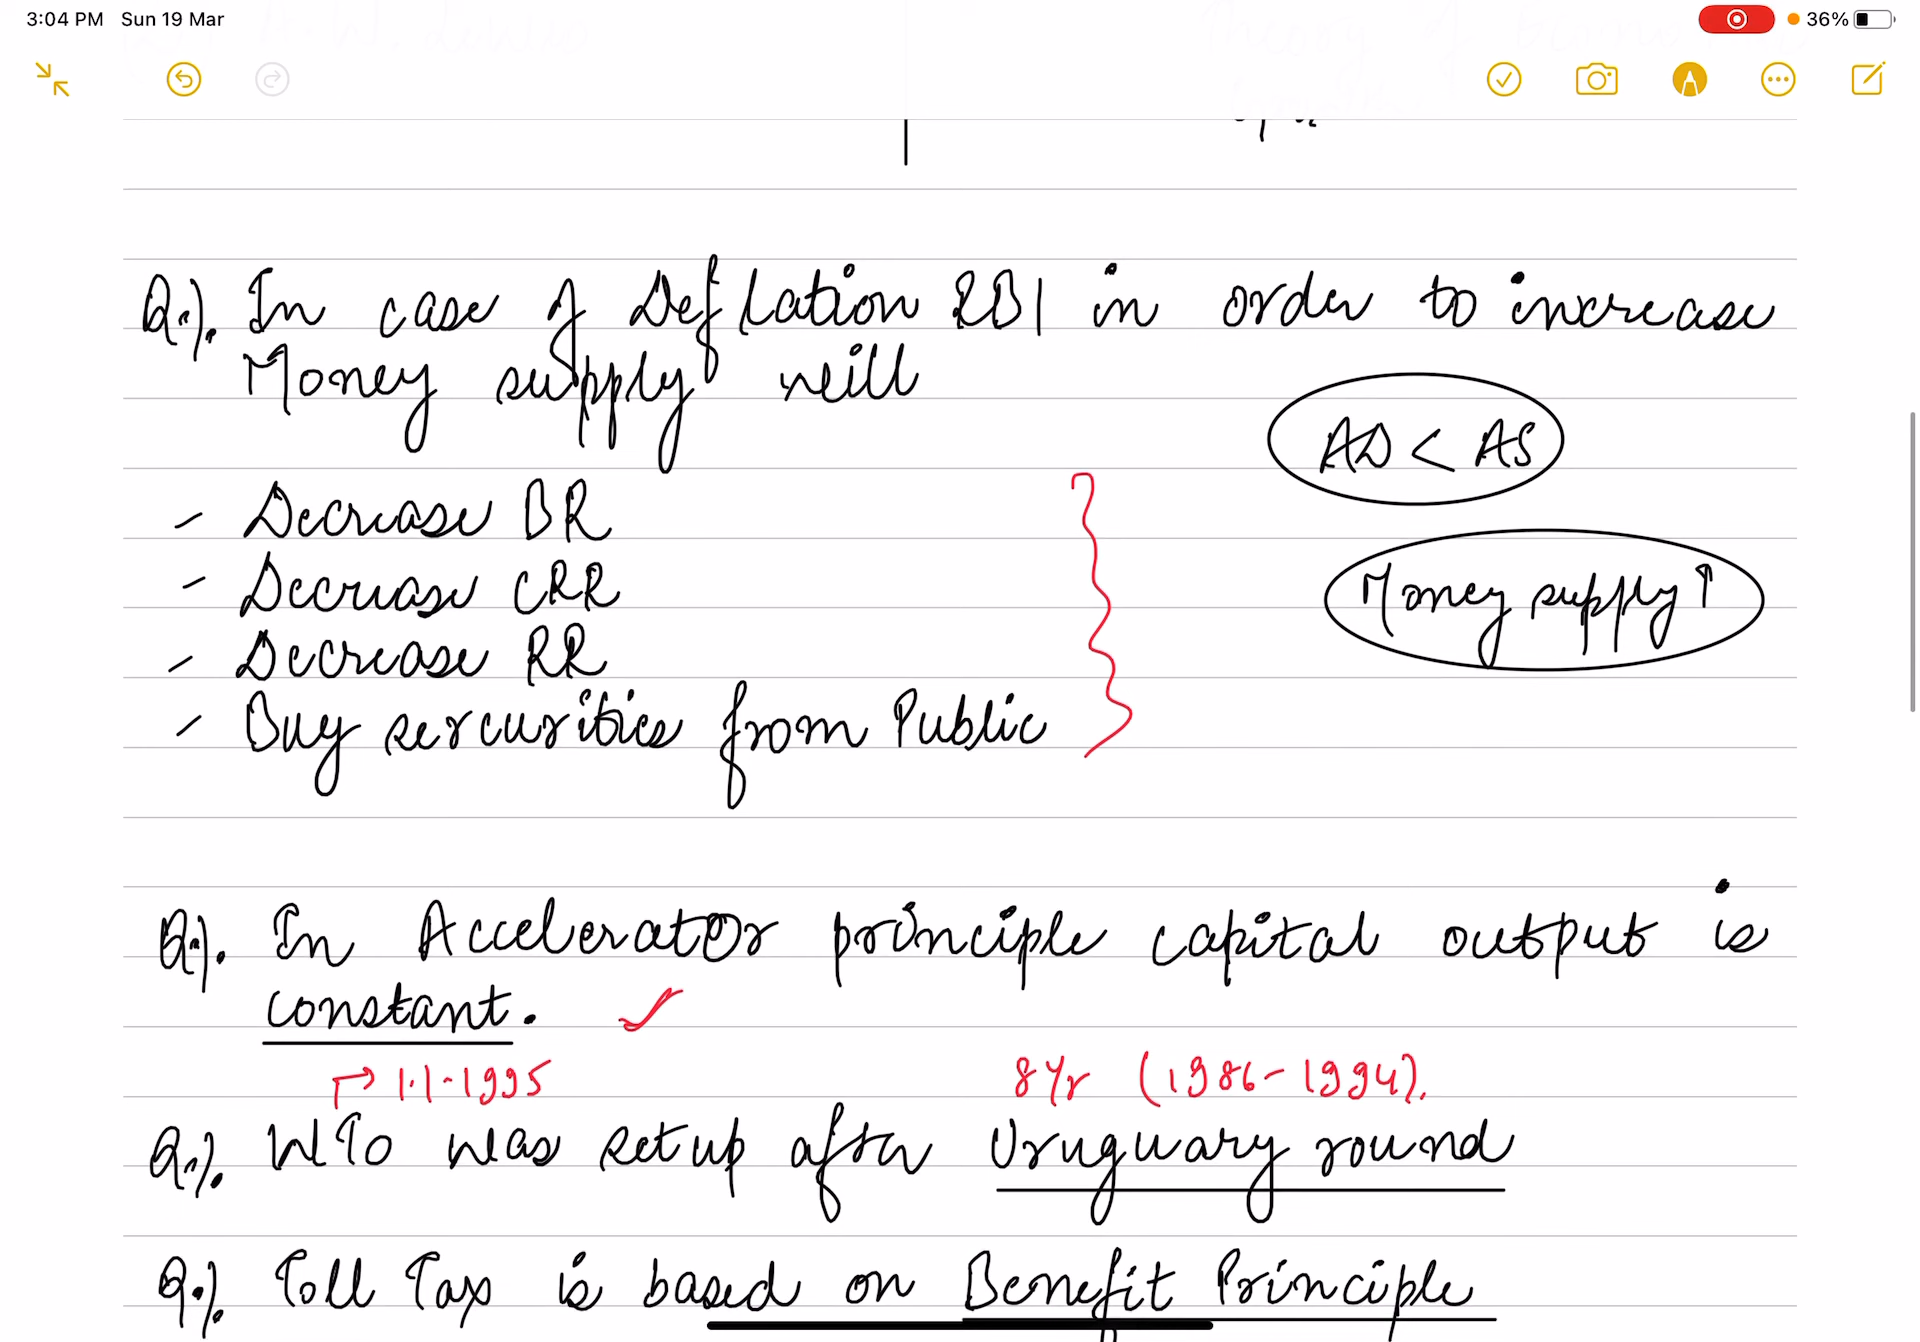 3:04 PM Sun 19 Mar 36%
Q.). In case of Deflation RBI in order to increase
Money supply will
AD < AS
- Decrease BR
- Decrease CRR
Money supply ↑
- Decrease RR
- Buy sercurities from Public
Q.). In Accelerator principle capital output is
constant. ✓
↱ 1.1.1995 8 Yr (1986-1994).
Q.). WTO was setup after Uruguary round
Q.). Toll Tax is based on Benefit Principle